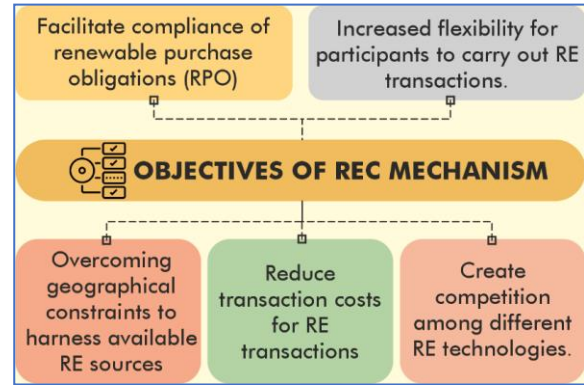 Facilitate compliance of
renewable purchase
obligations (RPO)
Increased flexibility for
participants to carry out RE
transactions.
OBJECTIVES OF REC MECHANISM
Overcoming
geographical
constraints to
harness available
RE sources
Reduce
transaction costs
for RE
transactions
Create
competition
among different
RE technologies.